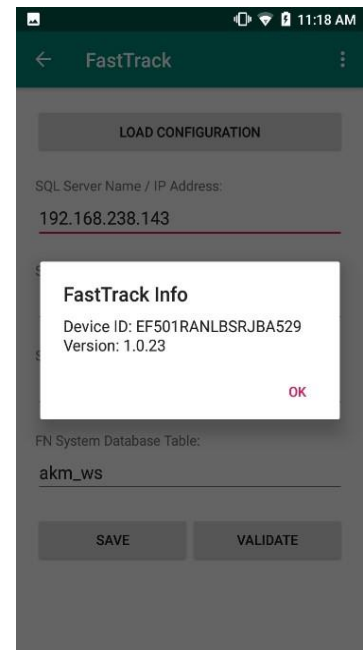 11:18 AM
FastTrack
LOAD CONFIGURATION
SQL Server Name / IP Address:
192.168.238.143
S
FastTrack Info
Device ID: EF501RANLBSRJBA529
Version: 1.0.23
S
OK
FN System Database Table:
akm_ws
SAVE
VALIDATE